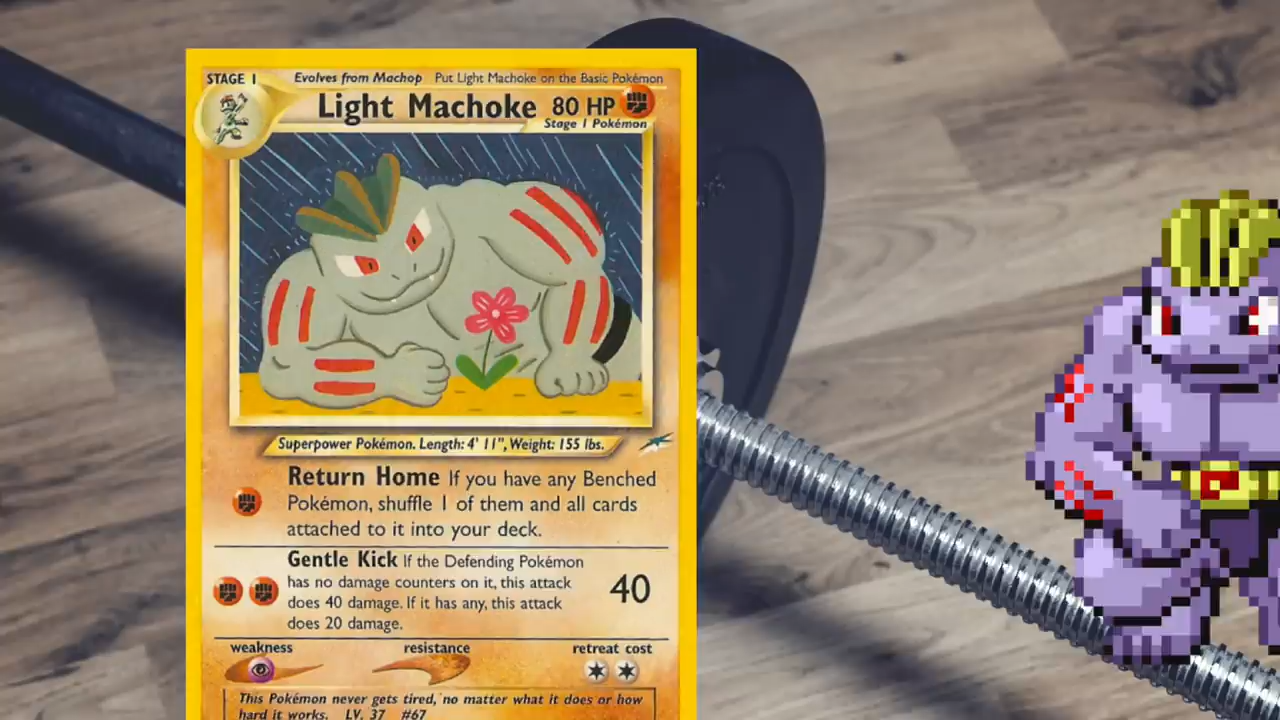 STAGE 1 Evolves from Machop Put Light Machoke on the Basic Pokémon
Light Machoke 80 HP
Stage 1 Pokémon
Superpower Pokémon. Length: 4' 11", Weight: 155 lbs.
Return Home If you have any Benched
Pokémon, shuffle 1 of them and all cards
attached to it into your deck.
Gentle Kick If the Defending Pokémon
has no damage counters on it, this attack
does 40 damage. If it has any, this attack
does 20 damage.
40
weakness resistance retreat cost
This Pokémon never gets tired, no matter what it does or how
hard it works. LV. 37 #67